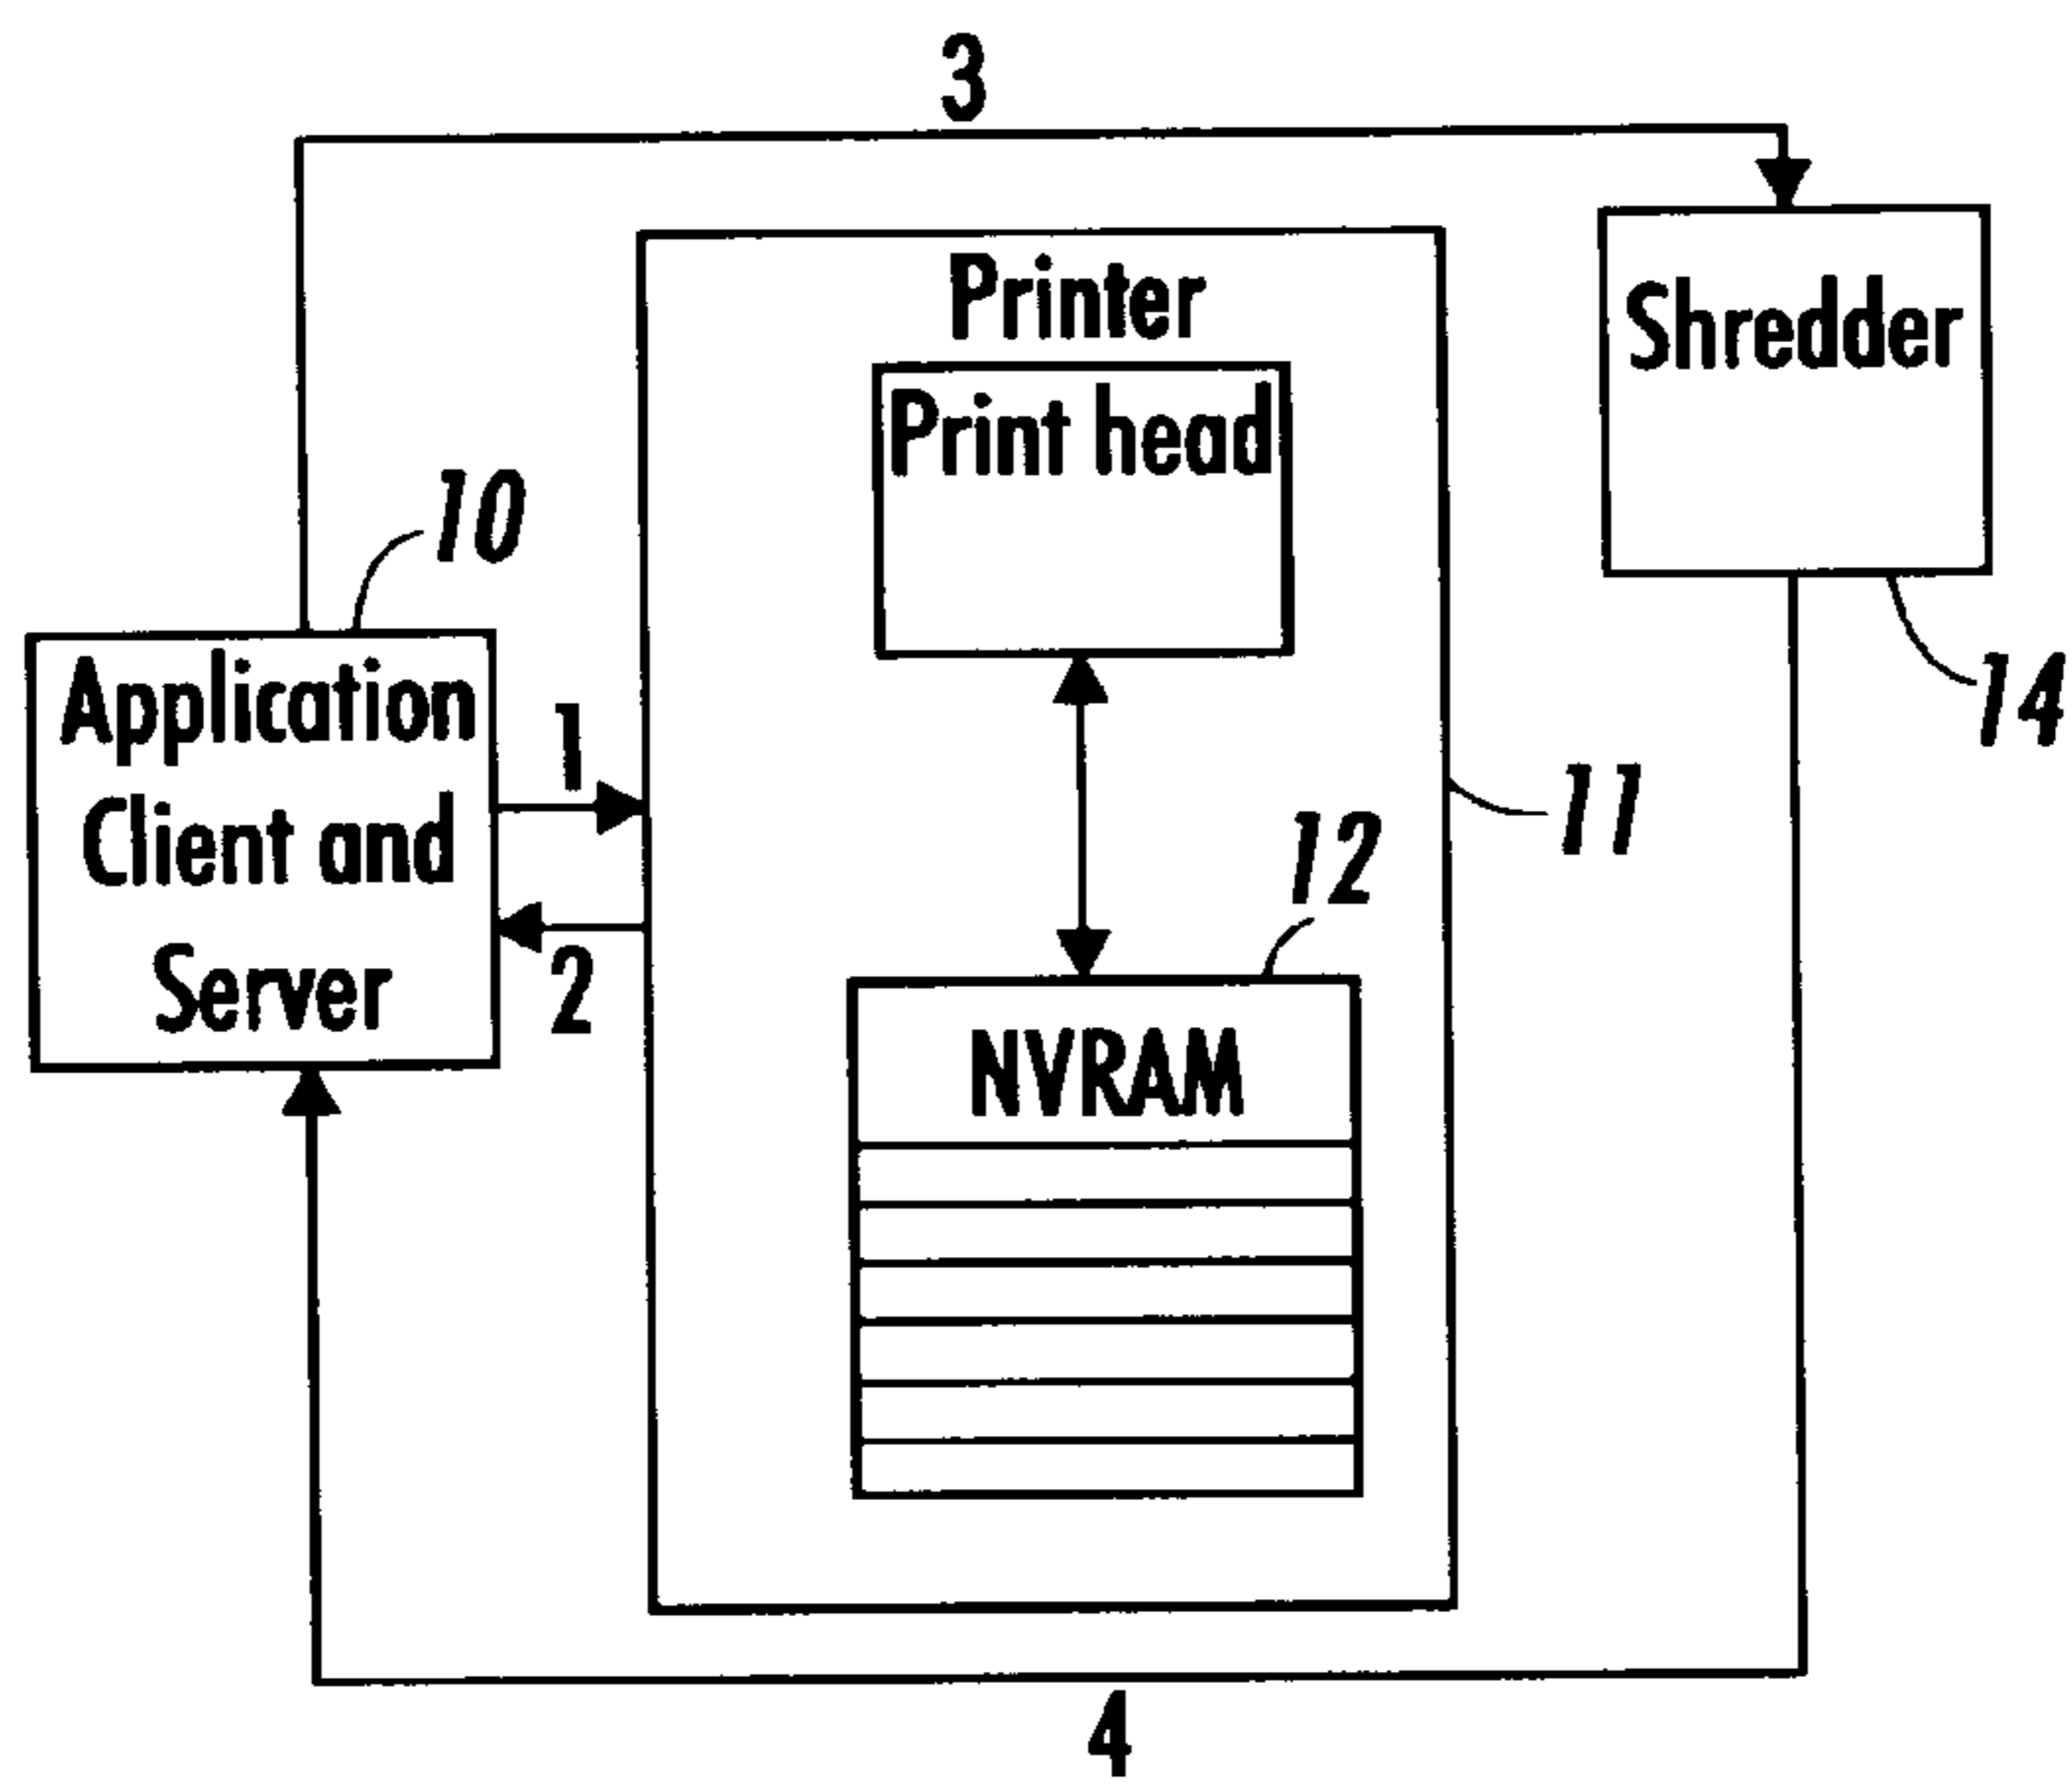 3
Printer
Shredder
Print head
10
Application
Client and
Server
1
2
14
11
12
NVRAM
4